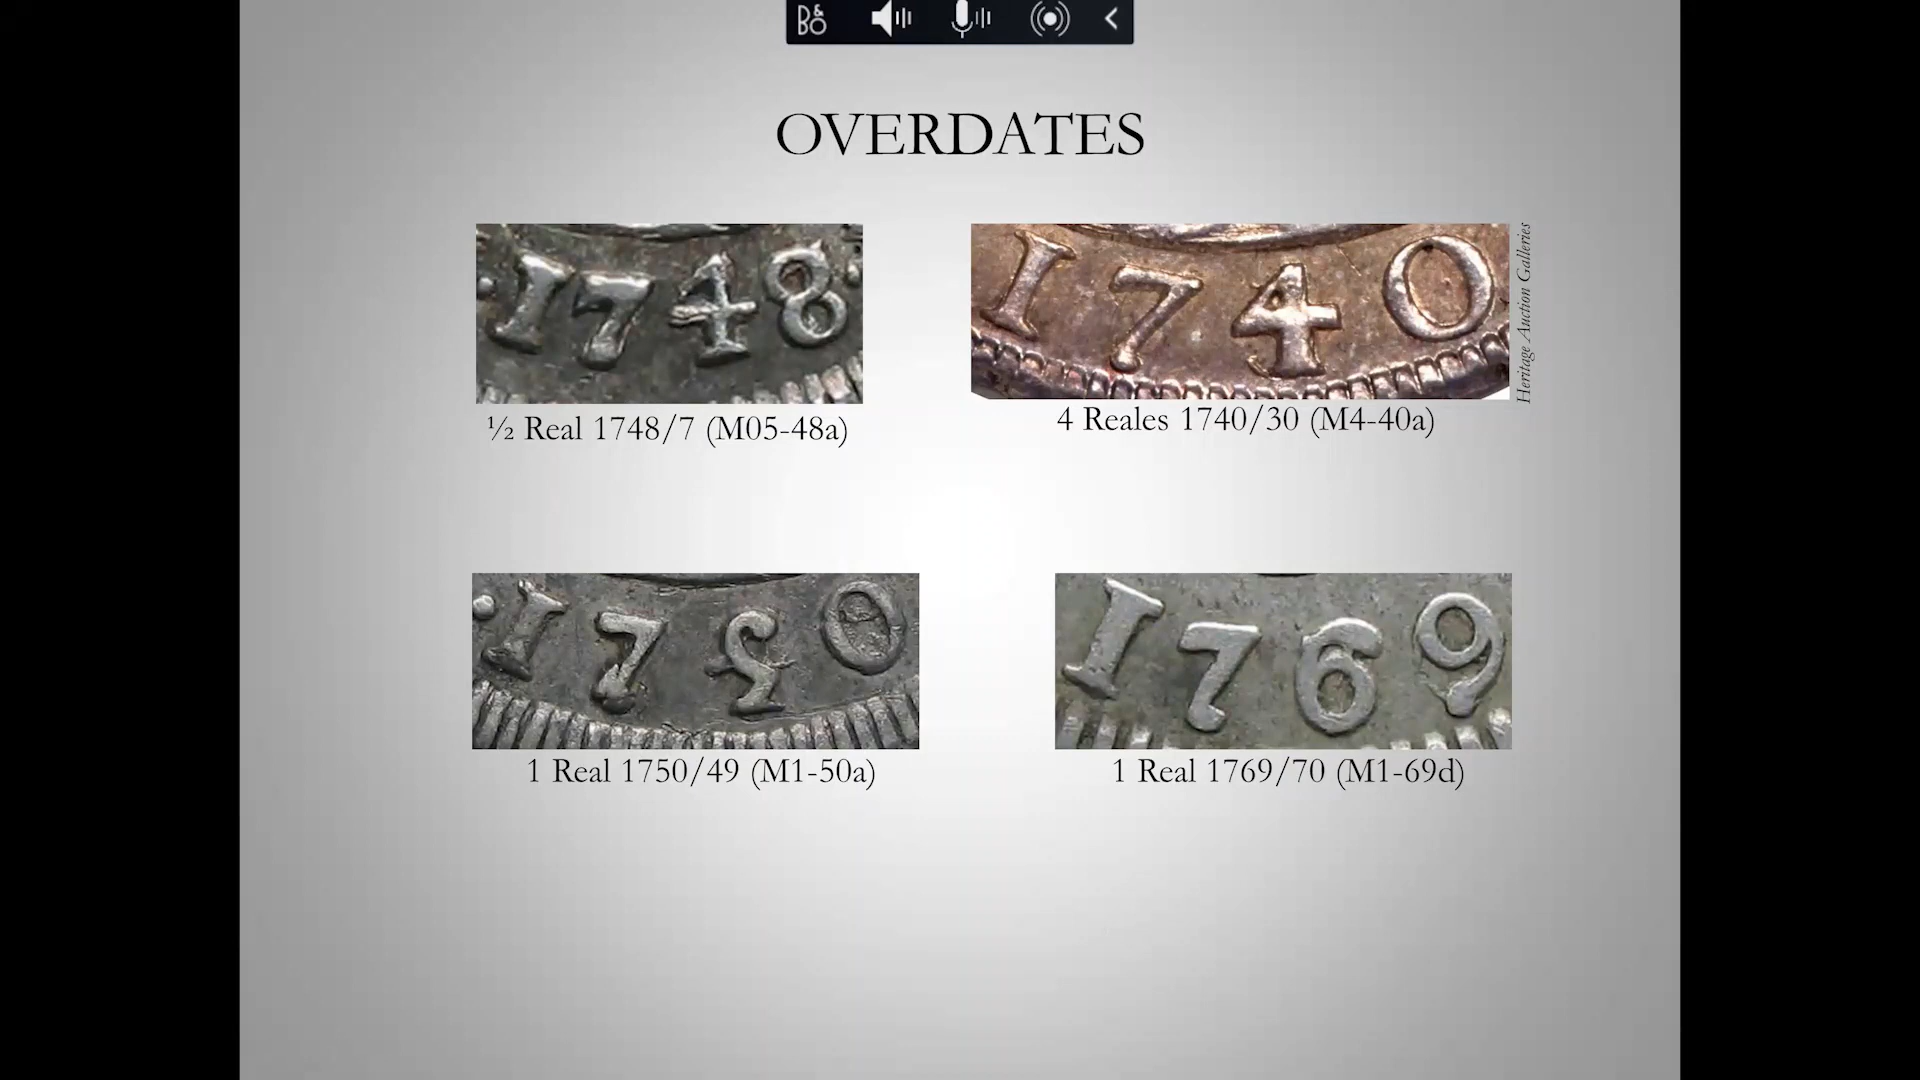 B&O
OVERDATES
1748
1740
Heritage Auction Galleries
½ Real 1748/7 (M05-48a)
4 Reales 1740/30 (M4-40a)
1750
1769
1 Real 1750/49 (M1-50a)
1 Real 1769/70 (M1-69d)